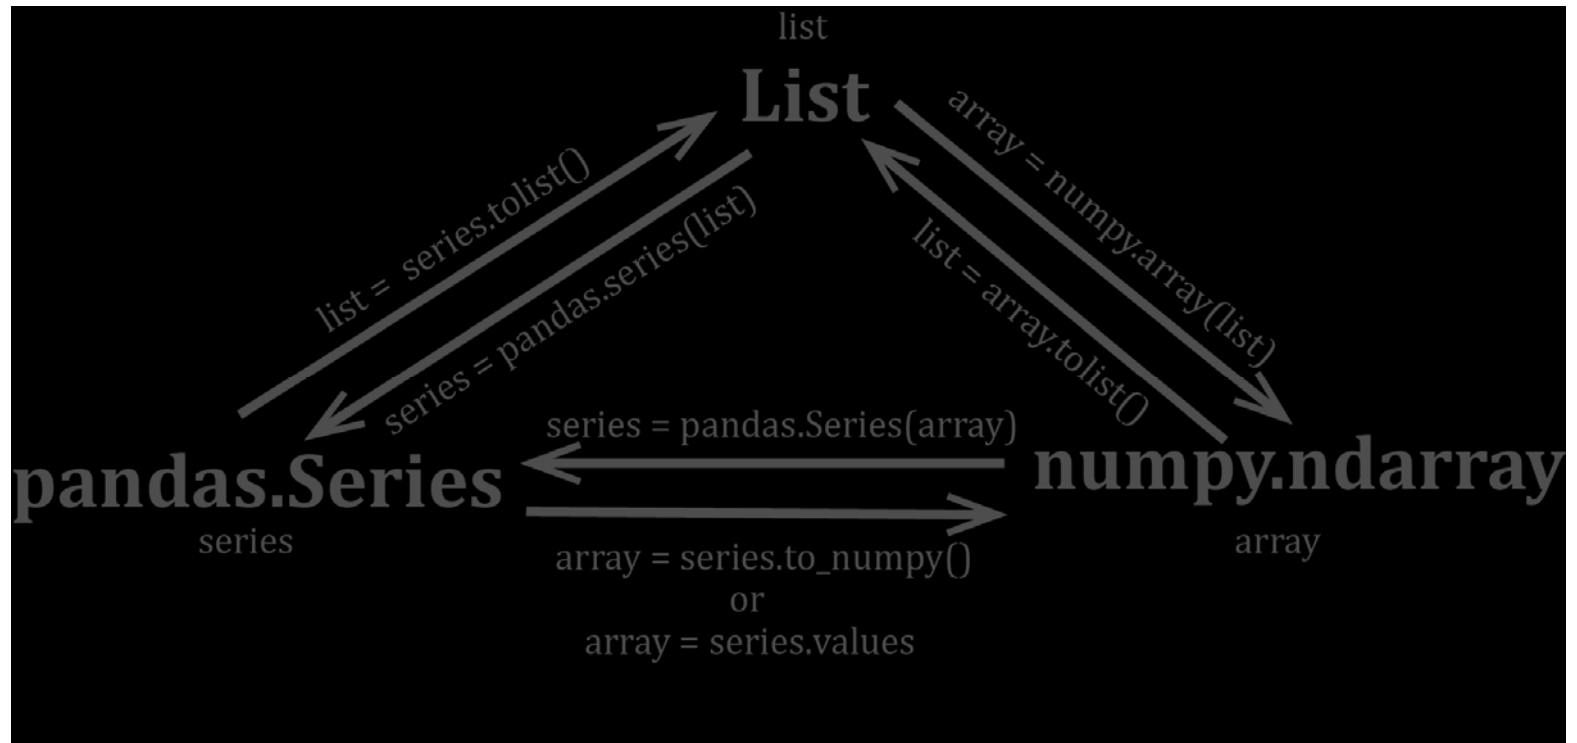 list
List
list =  series.tolist()
series = pandas.series(list)
array = numpy.array(list)
list = array.tolist()
series = pandas.Series(array)
pandas.Series
series
numpy.ndarray
array
array = series.to_numpy()
or
array = series.values